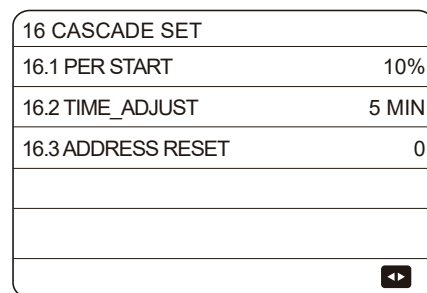 16 CASCADE SET
16.1 PER START 10%
16.2 TIME_ADJUST 5 MIN
16.3 ADDRESS RESET 0